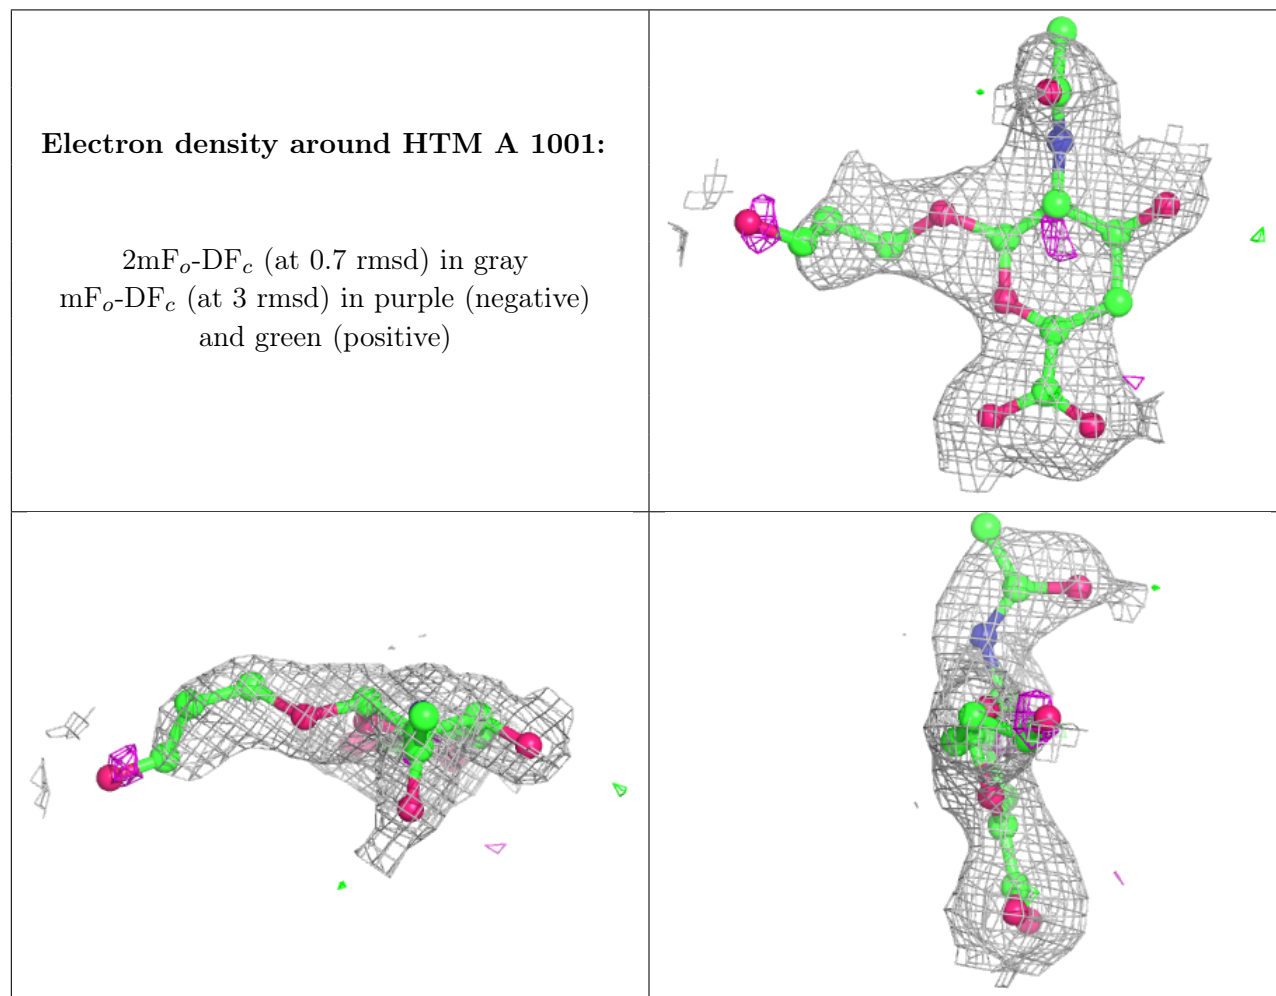 Electron density around HTM A 1001:
2mFo-DFc (at 0.7 rmsd) in gray
mFo-DFc (at 3 rmsd) in purple (negative)
and green (positive)